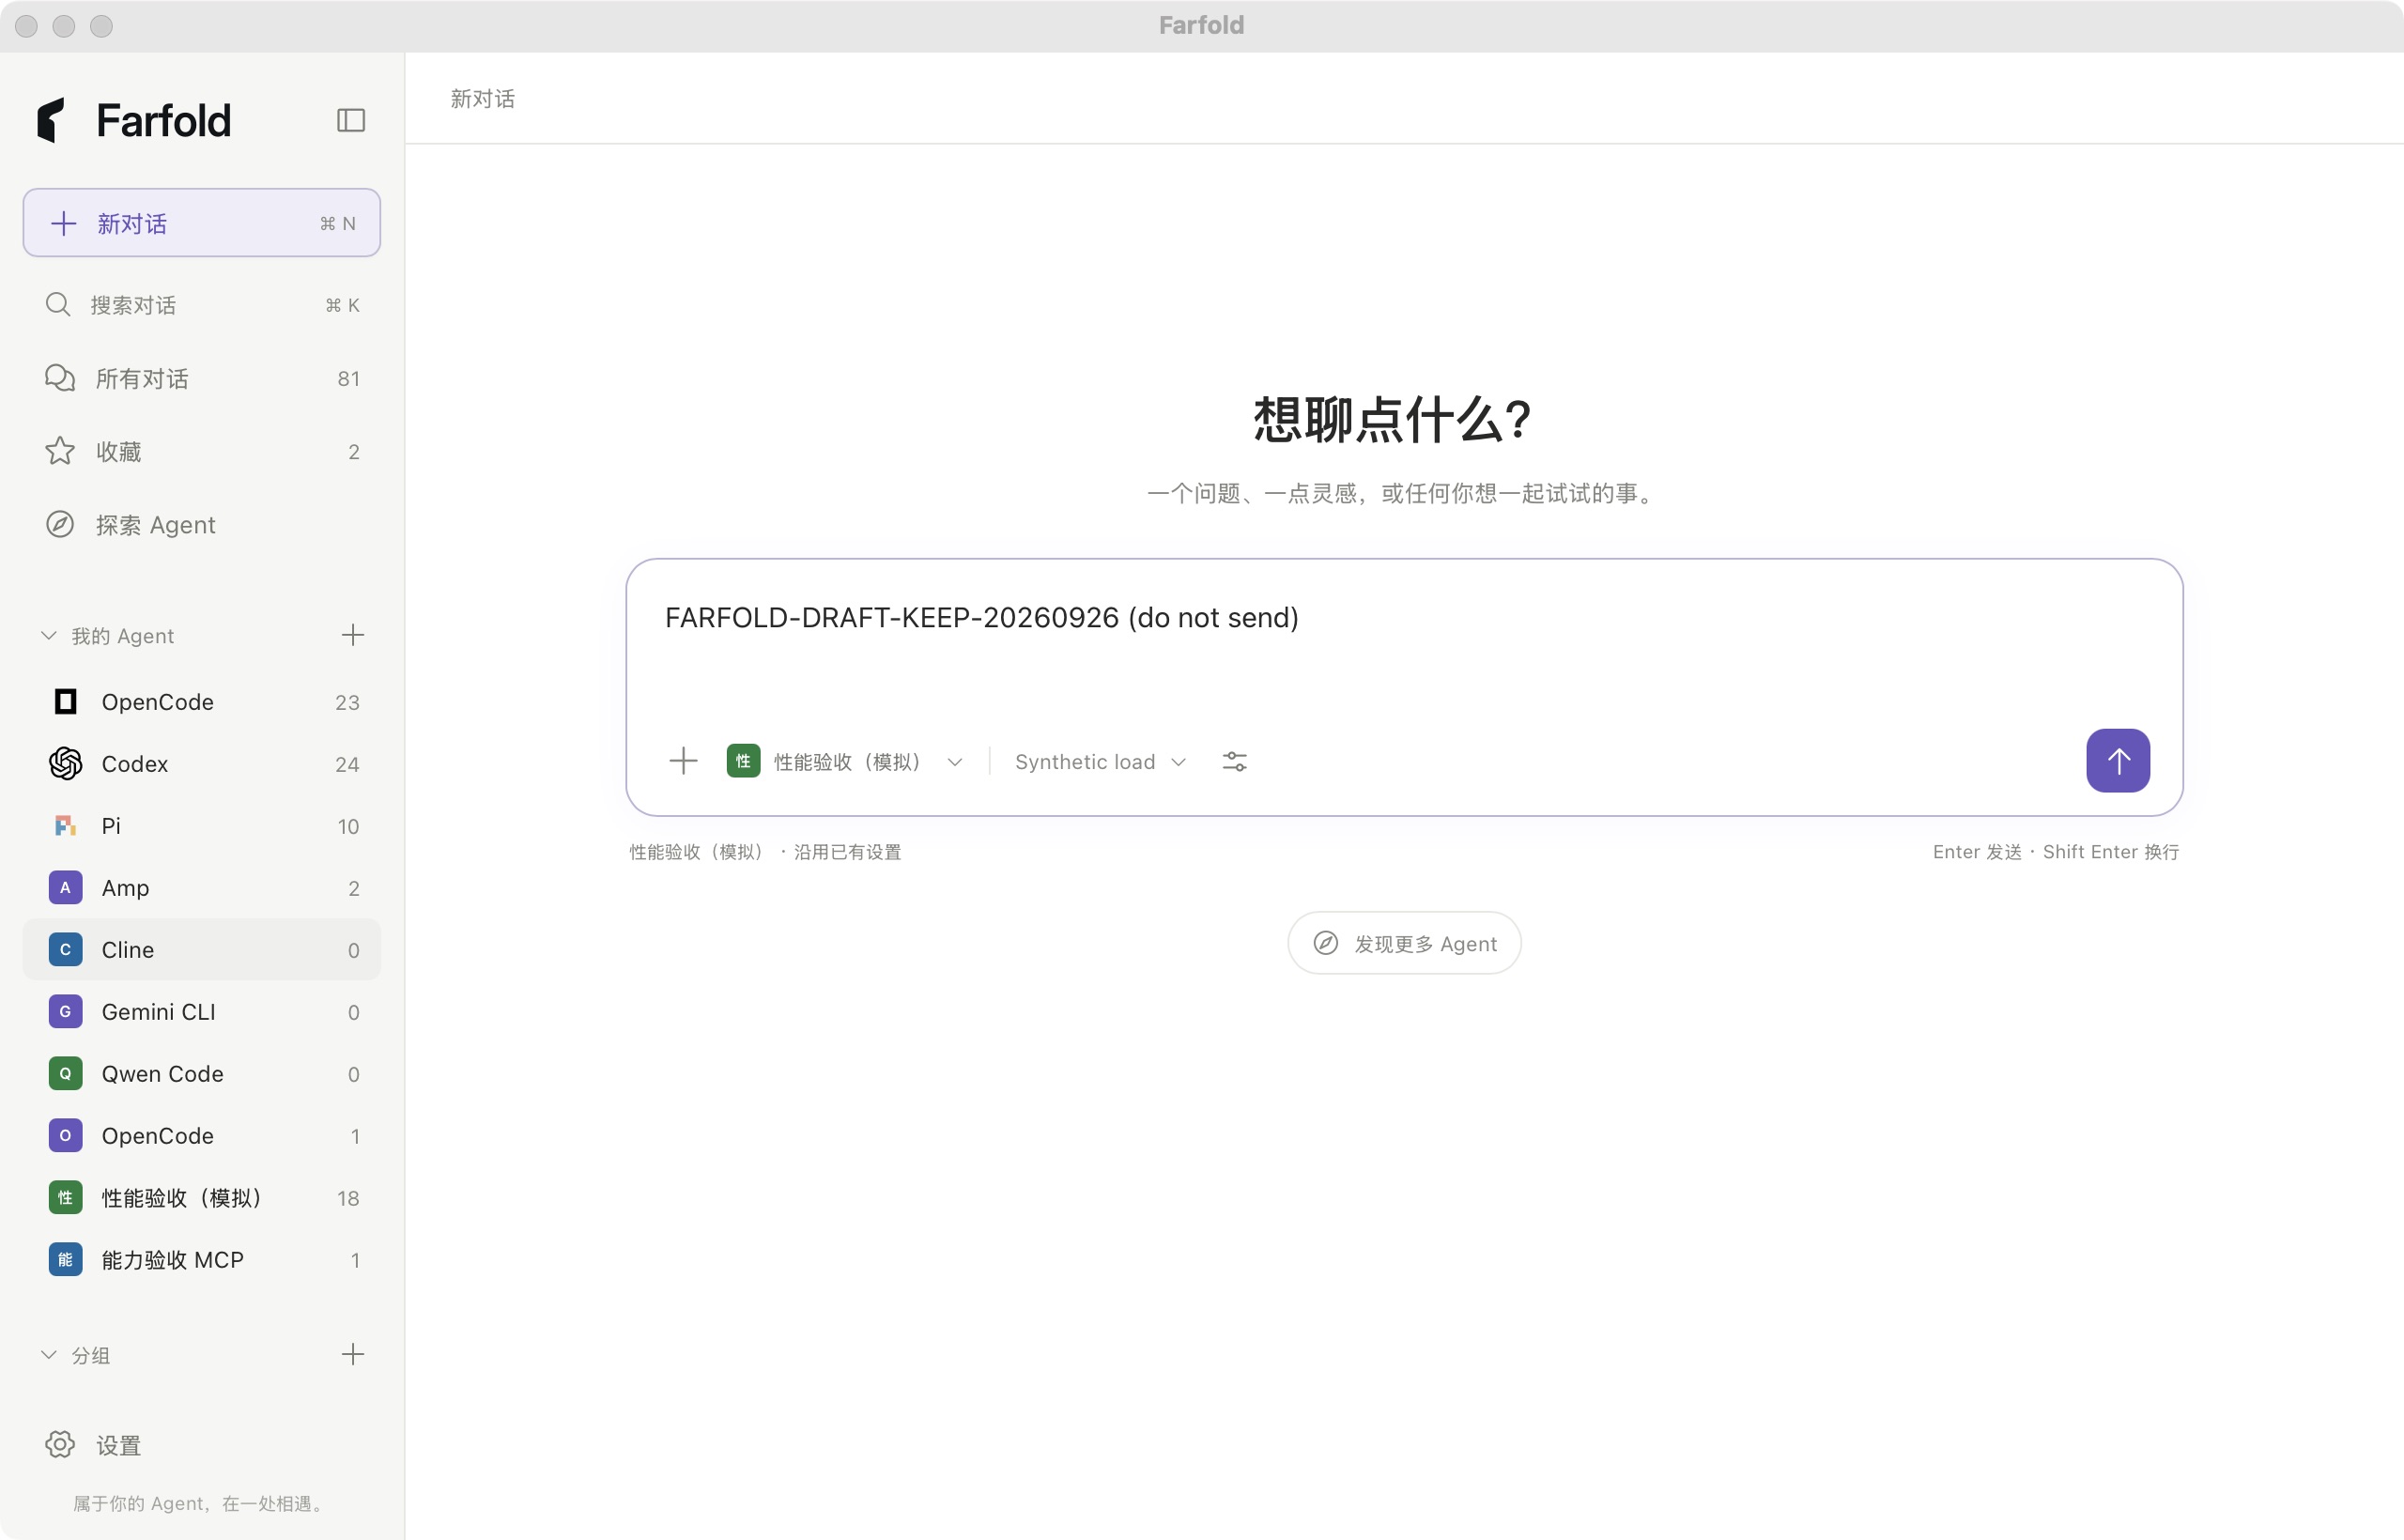 Farfold
Farfold
新对话 ⌘ N
搜索对话 ⌘ K
所有对话 81
收藏 2
探索 Agent
我的 Agent
OpenCode 23
Codex 24
Pi 10
A Amp 2
C Cline 0
G Gemini CLI 0
Q Qwen Code 0
O OpenCode 1
性 性能验收（模拟） 18
能 能力验收 MCP 1
分组
设置
属于你的 Agent，在一处相遇。
新对话
想聊点什么？
一个问题、一点灵感，或任何你想一起试试的事。
FARFOLD-DRAFT-KEEP-20260926 (do not send)
性 性能验收（模拟） Synthetic load
性能验收（模拟） · 沿用已有设置
Enter 发送 · Shift Enter 换行
发现更多 Agent